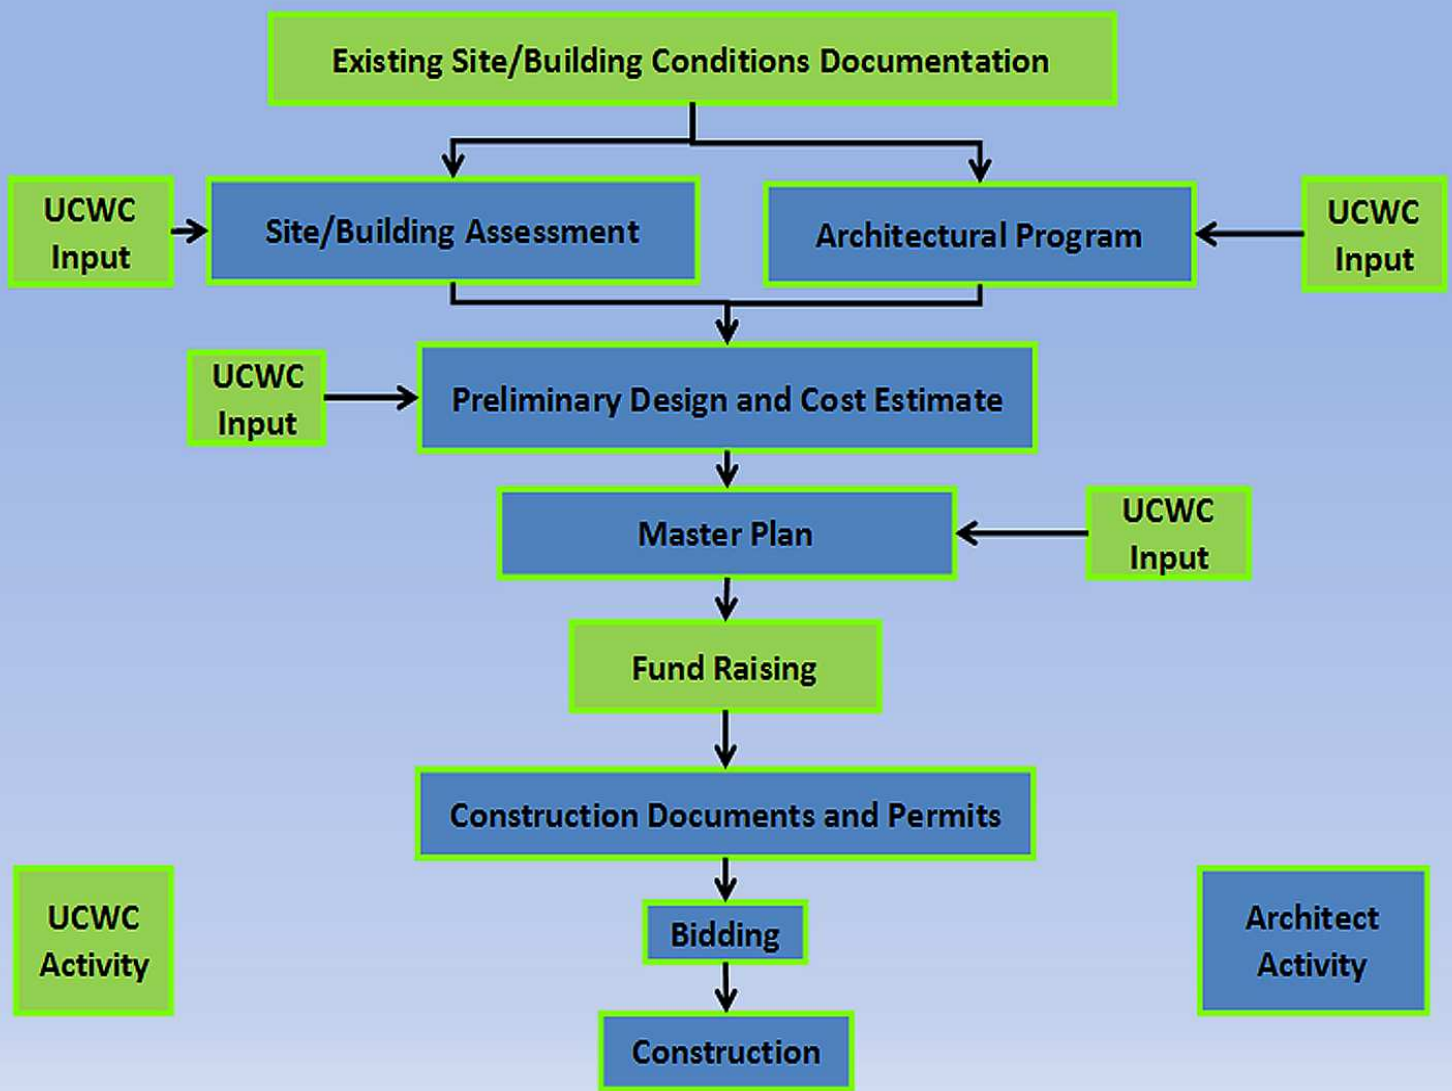 Existing Site/Building Conditions Documentation
UCWC
Input
Site/Building Assessment
Architectural Program
UCWC
Input
UCWC
Input
Preliminary Design and Cost Estimate
Master Plan
UCWC
Input
Fund Raising
Construction Documents and Permits
UCWC
Activity
Bidding
Architect
Activity
Construction